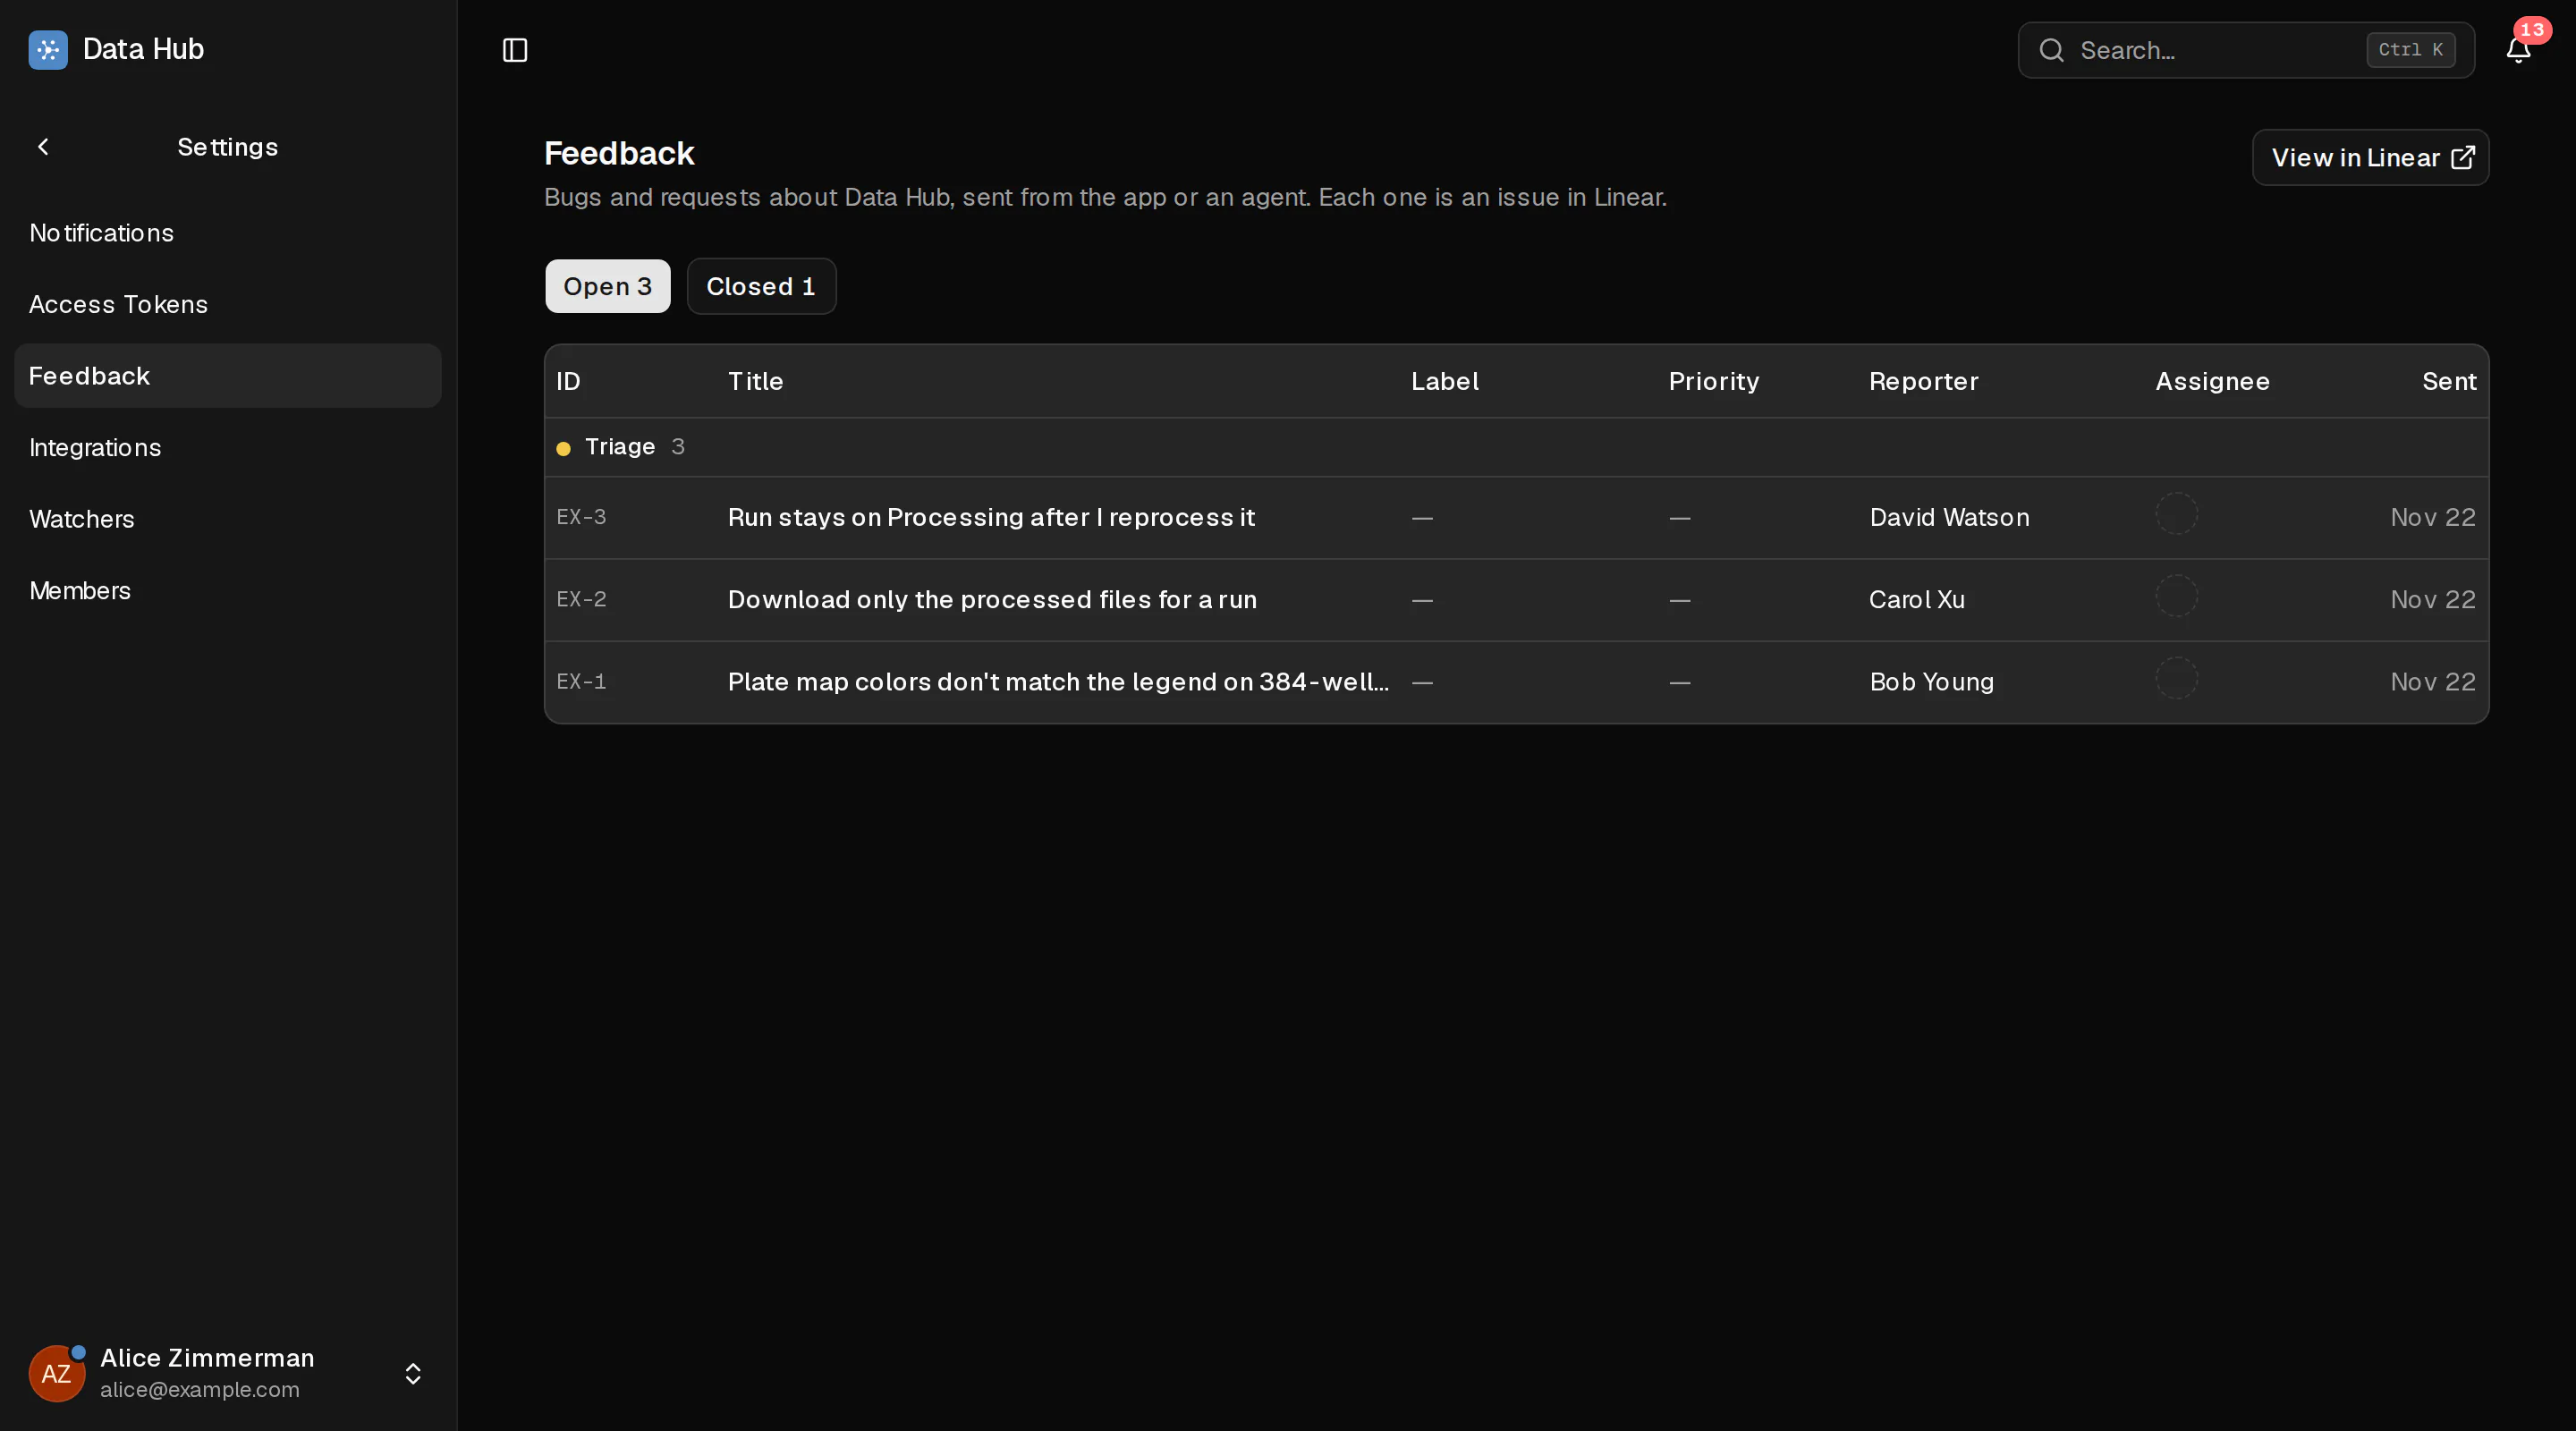 Data Hub
Search...
Ctrl K
13
Settings
Notifications
Access Tokens
Feedback
Integrations
Watchers
Members
Feedback
Bugs and requests about Data Hub, sent from the app or an agent. Each one is an issue in Linear.
View in Linear
Open 3
Closed 1
ID Title Label Priority Reporter Assignee Sent
Triage 3
EX-3 Run stays on Processing after I reprocess it — — David Watson Nov 22
EX-2 Download only the processed files for a run — — Carol Xu Nov 22
EX-1 Plate map colors don't match the legend on 384-well... — — Bob Young Nov 22
AZ
Alice Zimmerman
alice@example.com